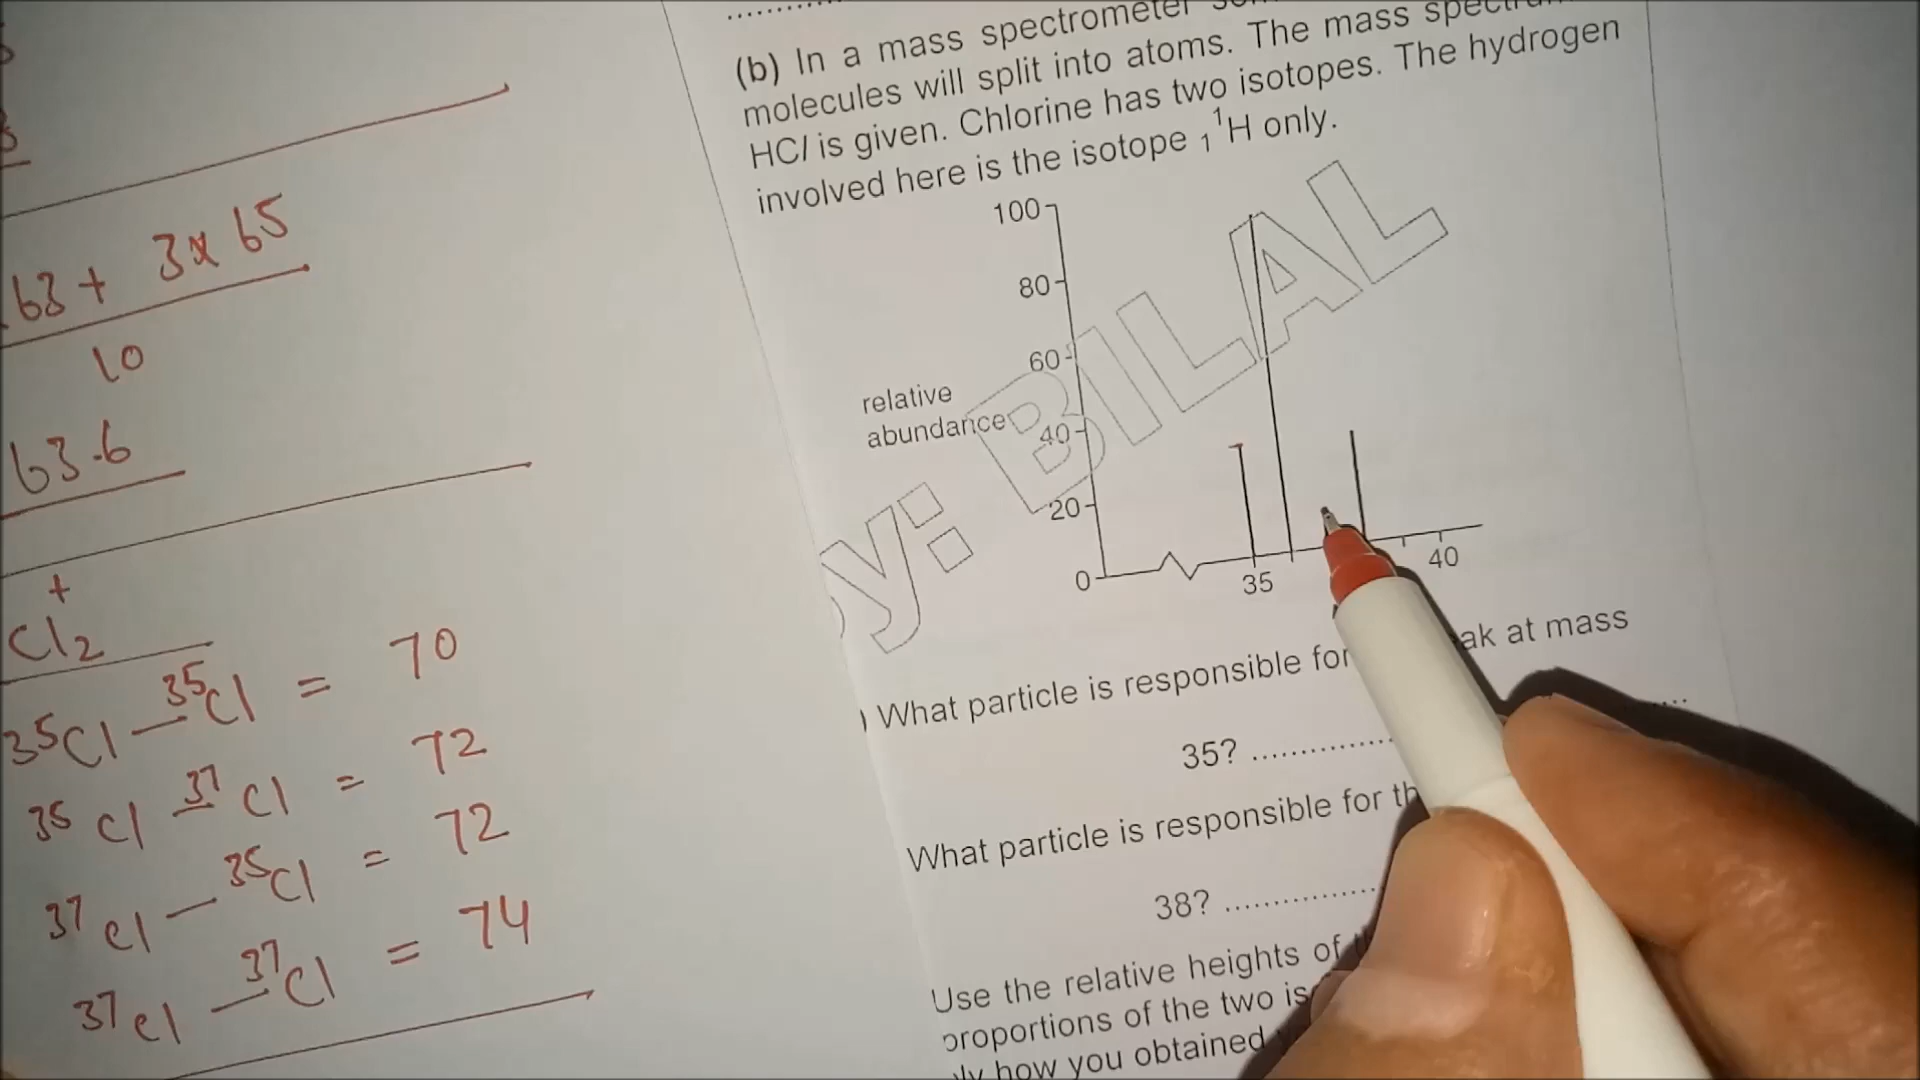 63 + 3 x 65
10
63.6
+
Cl2
35Cl — 35Cl = 70
35Cl — 37Cl = 72
37Cl — 35Cl = 72
37Cl — 37Cl = 74
(b) In a mass spectrometer
molecules will split into atoms. The mass
HCl is given. Chlorine has two isotopes. The hydrogen
involved here is the isotope 1 1H only.
100
80
60
relative
abundance
40
20
0
35
40
y: BILAL
What particle is responsible for ak at mass
35? ..............
What particle is responsible for th
38? ..............
Use the relative heights of
proportions of the two is
how you obtained